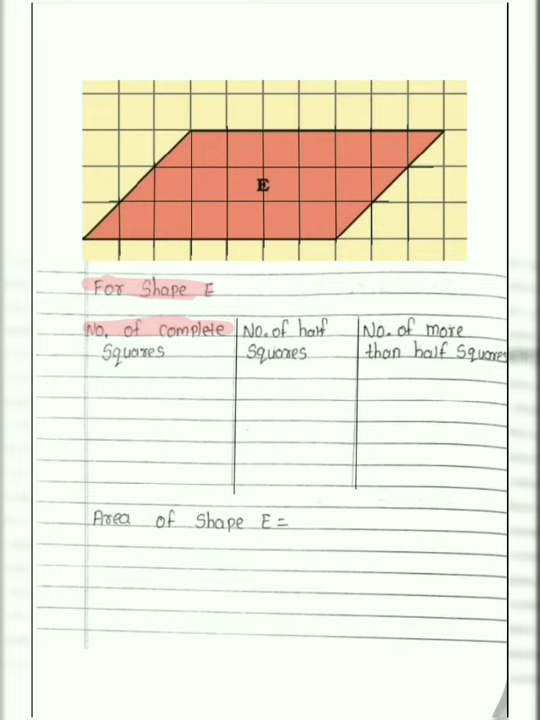 E
For Shape E
No. of complete Squares
No. of half Squares
No. of more than half Squares
Area of Shape E =